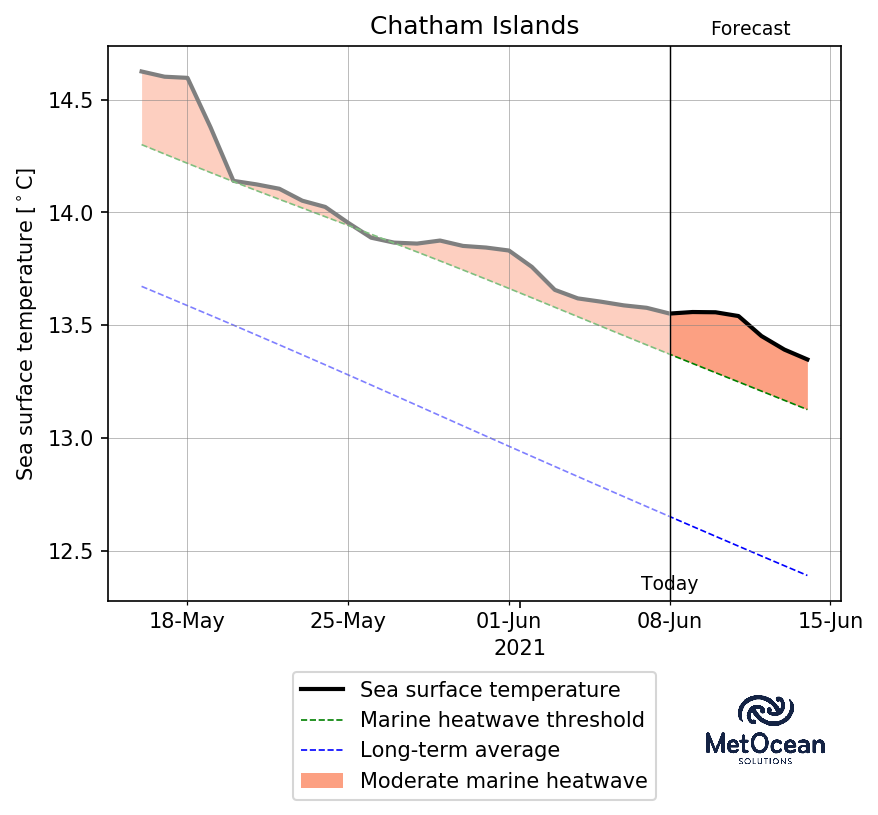 Chatham Islands
Forecast
Sea surface temperature [°C]
14.5
14.0
13.5
13.0
12.5
Today
18-May
25-May
01-Jun
08-Jun
15-Jun
2021
Sea surface temperature
Marine heatwave threshold
Long-term average
Moderate marine heatwave
MetOcean
SOLUTIONS